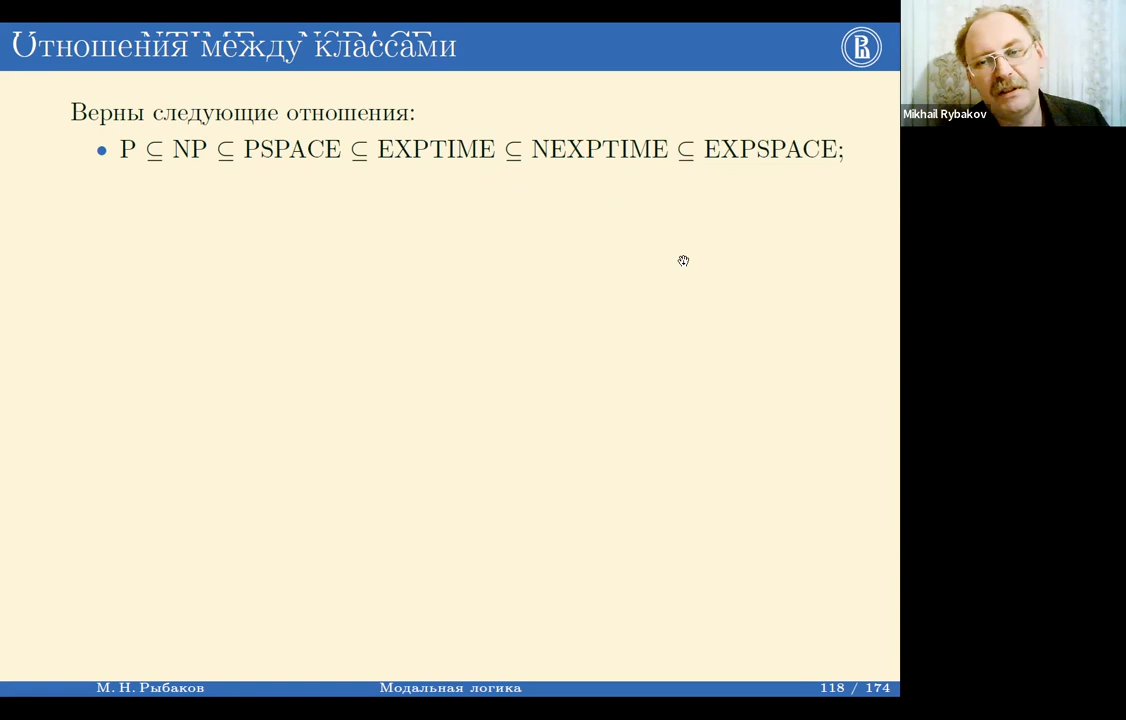 Отношения между классами
Mikhail Rybakov
Верны следующие отношения:
• P ⊆ NP ⊆ PSPACE ⊆ EXPTIME ⊆ NEXPTIME ⊆ EXPSPACE;
М. Н. Рыбаков Модальная логика 118 / 174